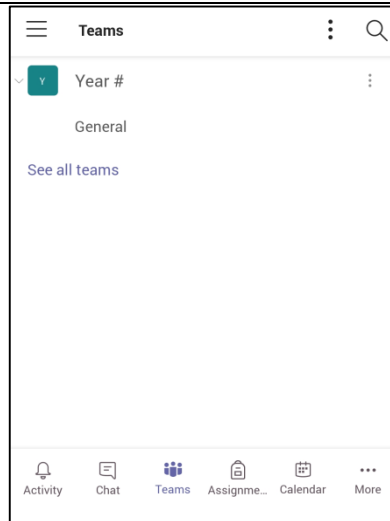 Teams
Y Year #
General
See all teams
Activity Chat Teams Assignme... Calendar More